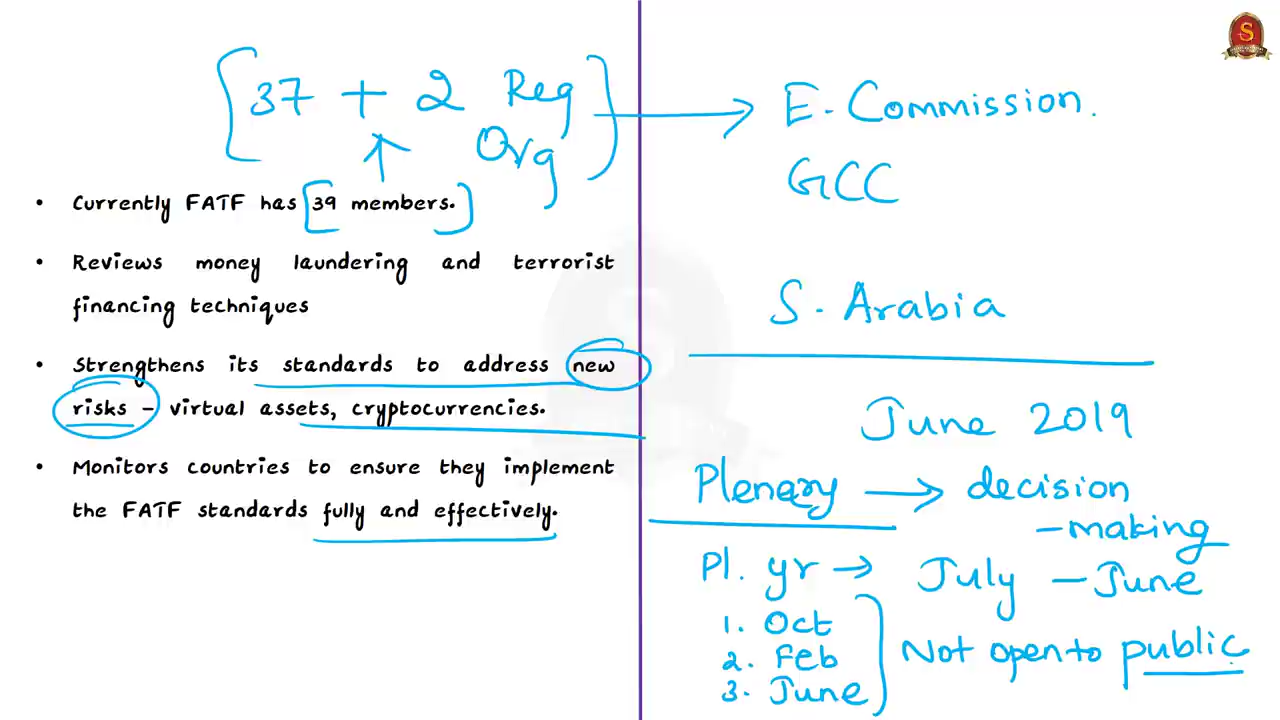 [37 + 2 Reg
Org]
• Currently FATF has [39 members.]
• Reviews money laundering and terrorist
financing techniques
• Strengthens its standards to address new
risks – virtual assets, cryptocurrencies.
• Monitors countries to ensure they implement
the FATF standards fully and effectively.
E. Commission.
GCC
S. Arabia
June 2019
Plenary → decision
-making
Pl. yr → July - June
1. Oct
2. Feb
3. June
Not open to public
S